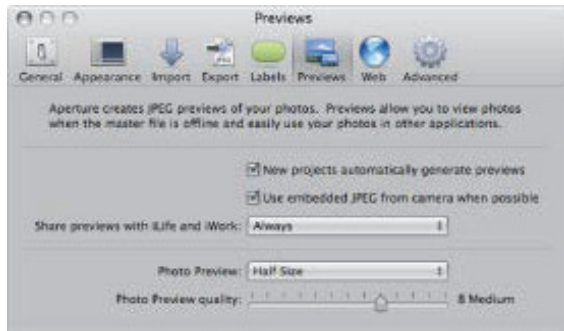 Previews
General Appearance Import Export Labels Previews Web Advanced
Aperture creates JPEG previews of your photos. Previews allow you to view photos
when the master file is offline and easily use your photos in other applications.
New projects automatically generate previews
Use embedded JPEG from camera when possible
Share previews with iLife and iWork: Always
Photo Preview: Half Size
Photo Preview quality: 8 Medium